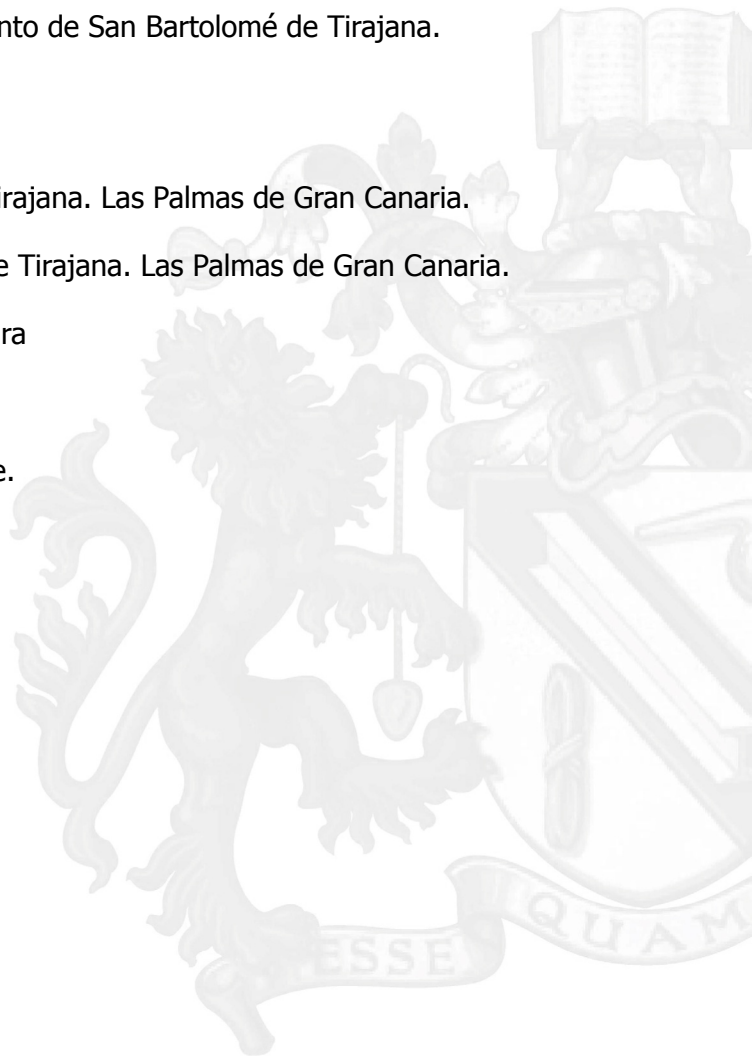 nto de San Bartolomé de Tirajana.
irajana. Las Palmas de Gran Canaria.
e Tirajana. Las Palmas de Gran Canaria.
ra
e.
ESSE QUAM